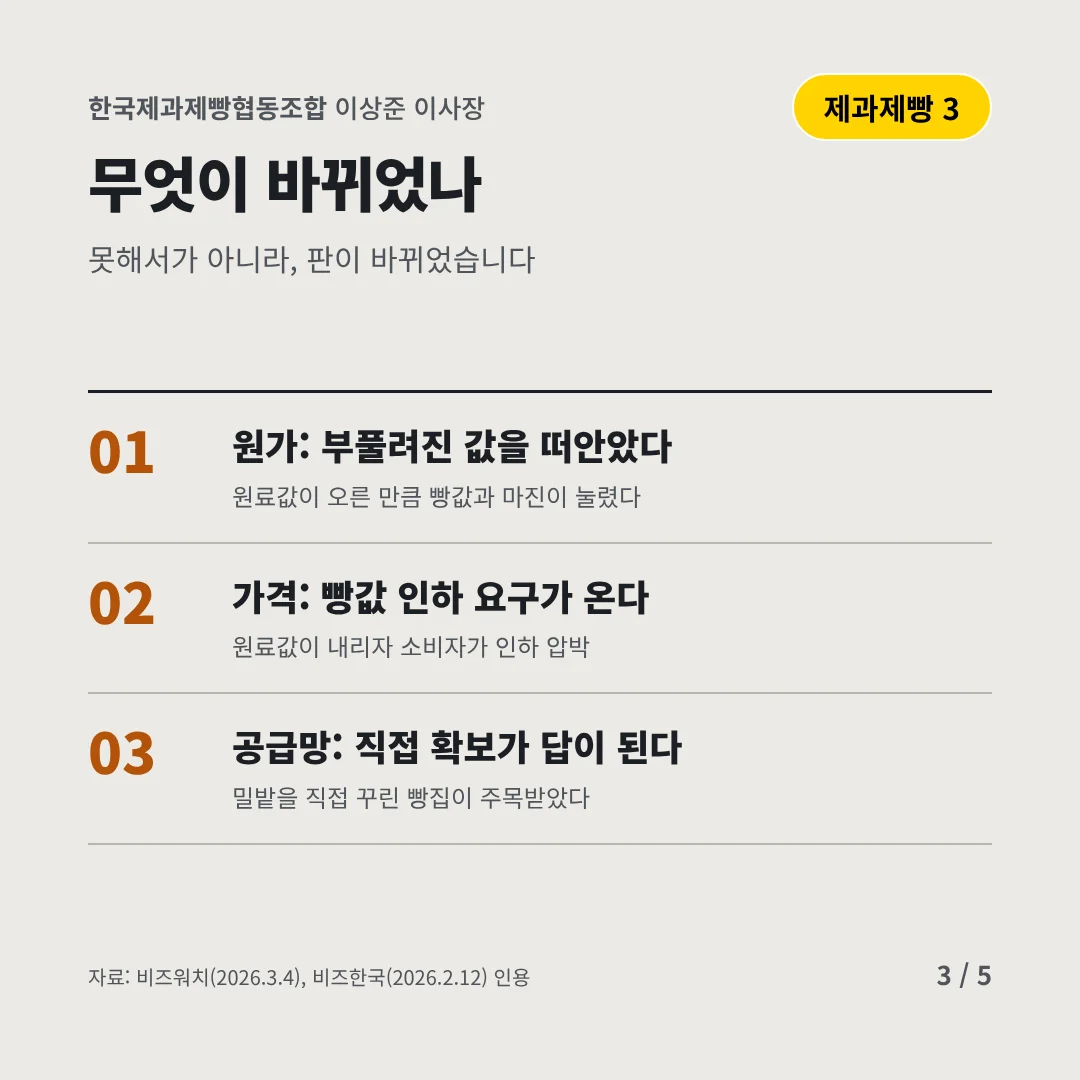 한국제과제빵협동조합 이상준 이사장
제과제빵 3
무엇이 바뀌었나
못해서가 아니라, 판이 바뀌었습니다
01
원가: 부풀려진 값을 떠안았다
원료값이 오른 만큼 빵값과 마진이 눌렸다
02
가격: 빵값 인하 요구가 온다
원료값이 내리자 소비자가 인하 압박
03
공급망: 직접 확보가 답이 된다
밀밭을 직접 꾸린 빵집이 주목받았다
자료: 비즈워치(2026.3.4), 비즈한국(2026.2.12) 인용
3 / 5